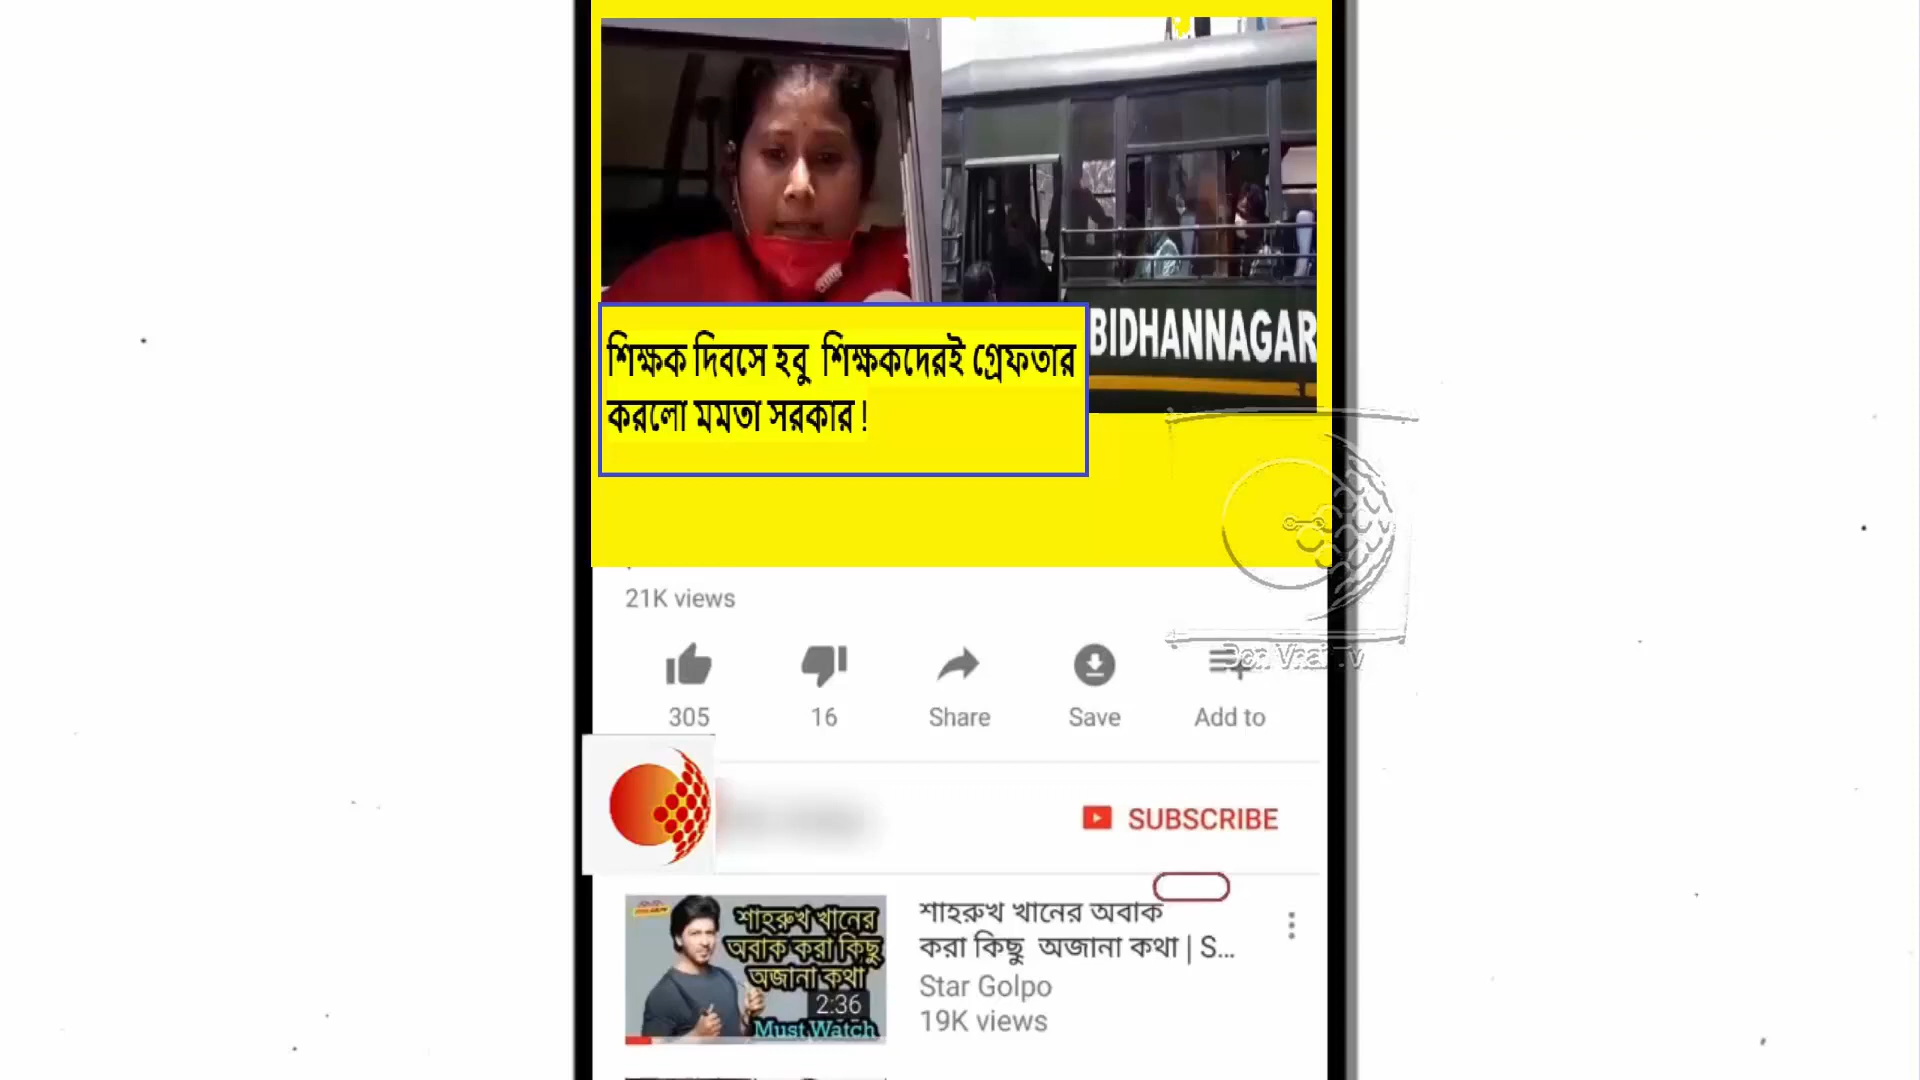 BIDHANNAGAR
শিক্ষক দিবসে হবু শিক্ষকদেরই গ্রেফতার
করলো মমতা সরকার!
21K views
305
16
Share
Save
Add to
SUBSCRIBE
শাহরুখ খানের
অবাক করা কিছু
অজানা কথা
2:36
Must Watch
শাহরুখ খানের অবাক
করা কিছু অজানা কথা | S...
Star Golpo
19K views